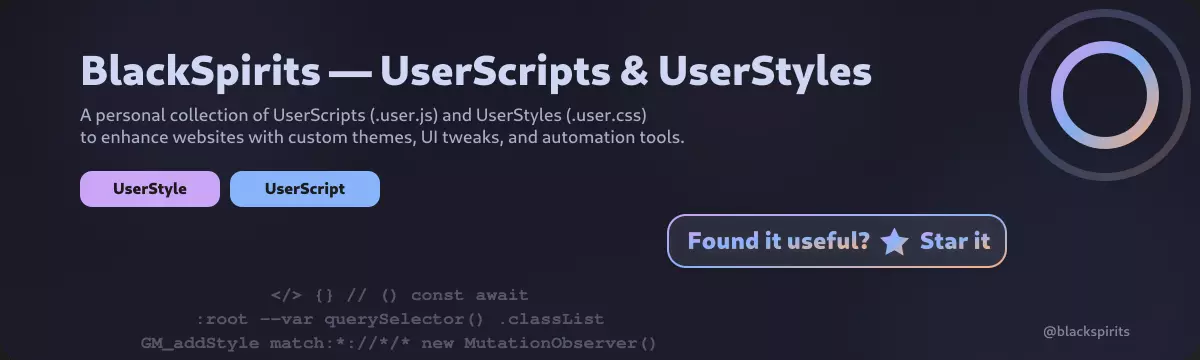 BlackSpirits — UserScripts & UserStyles
A personal collection of UserScripts (.user.js) and UserStyles (.user.css)
to enhance websites with custom themes, UI tweaks, and automation tools.
UserStyle
UserScript
Found it useful? ★ Star it
</> {} // () const await
:root --var querySelector() .classList
GM_addStyle match:*://*/* new MutationObserver()
@blackspirits